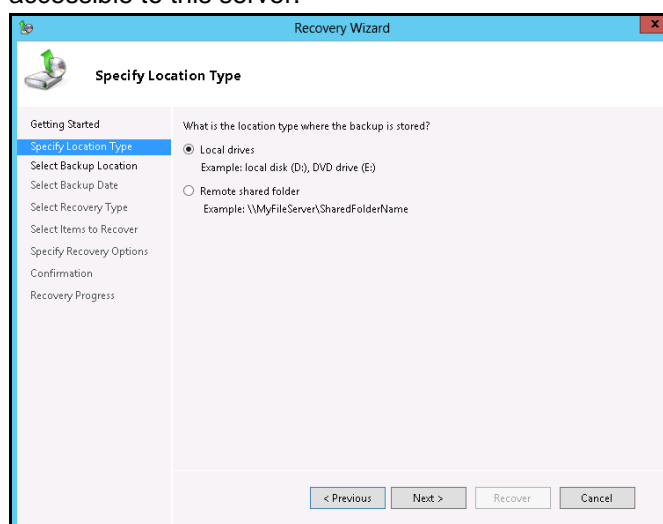 accessible to this server.
Recovery Wizard
x
Specify Location Type
Getting Started
Specify Location Type
Select Backup Location
Select Backup Date
Select Recovery Type
Select Items to Recover
Specify Recovery Options
Confirmation
Recovery Progress
What is the location type where the backup is stored?
Local drives
Example: local disk (D:), DVD drive (E:)
Remote shared folder
Example: \\MyFileServer\SharedFolderName
< Previous
Next >
Recover
Cancel